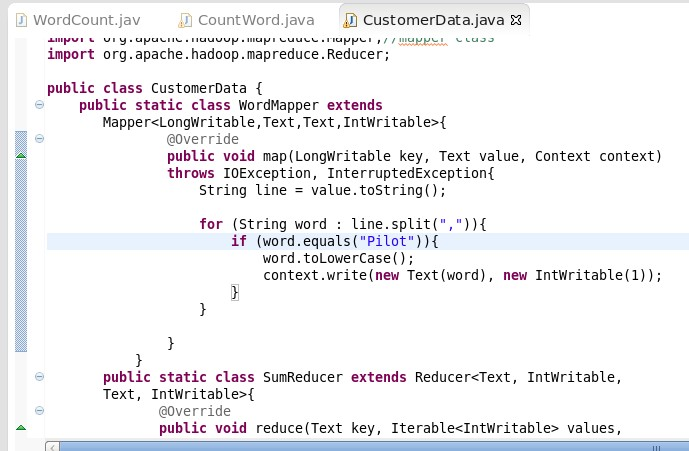 WordCount.jav
CountWord.java
CustomerData.java
import org.apache.hadoop.mapreduce.Mapper;//mapper class
import org.apache.hadoop.mapreduce.Reducer;
public class CustomerData {
public static class WordMapper extends
Mapper<LongWritable,Text,Text,IntWritable>{
@Override
public void map(LongWritable key, Text value, Context context)
throws IOException, InterruptedException{
String line = value.toString();
for (String word : line.split(",")){
if (word.equals("Pilot")){
word.toLowerCase();
context.write(new Text(word), new IntWritable(1));
}
}
}
}
public static class SumReducer extends Reducer<Text, IntWritable,
Text, IntWritable>{
@Override
public void reduce(Text key, Iterable<IntWritable> values,